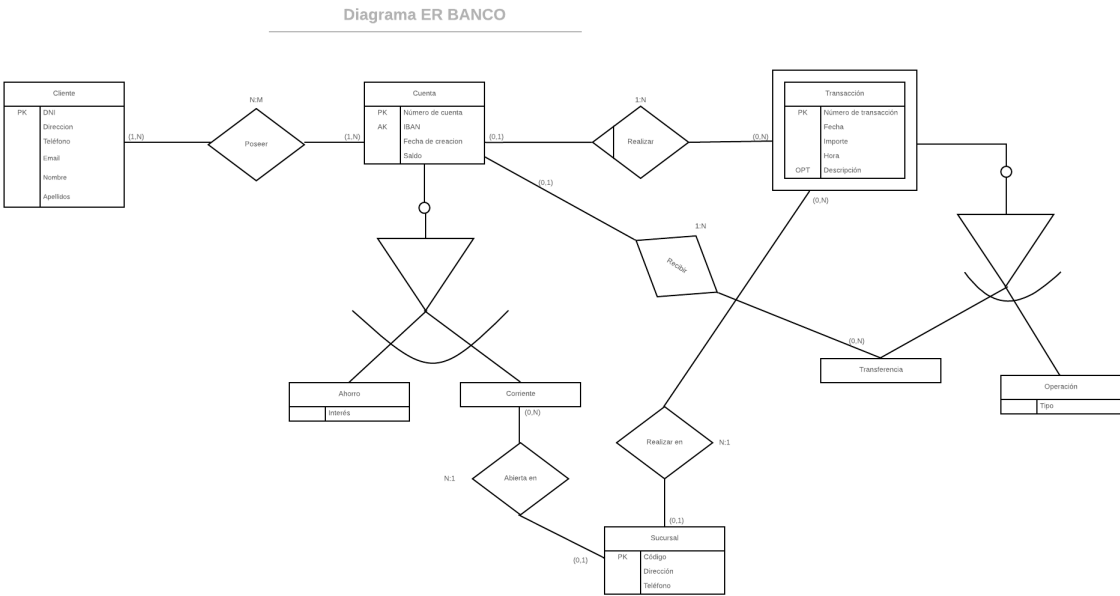 Diagrama ER BANCO
Cliente
PK DNI
Direccion
Teléfono
Email
Nombre
Apellidos
(1,N)
N:M
Poseer
(1,N)
Cuenta
PK Número de cuenta
AK IBAN
Fecha de creacion
Saldo
(0,1)
1:N
Realizar
(0,N)
Transacción
PK Número de transacción
Fecha
Importe
Hora
OPT Descripción
(0,1)
(0,N)
1:N
Recibir
(0,N)
Transferencia
Operación
Tipo
Ahorro
Interés
Corriente
(0,N)
N:1
Abierta en
(0,1)
Realizar en
N:1
(0,1)
Sucursal
PK Código
Dirección
Teléfono